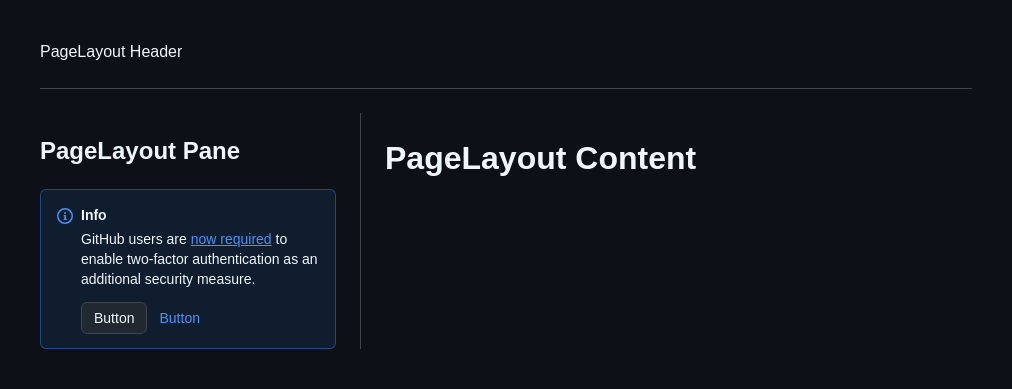 PageLayout Header
PageLayout Pane
PageLayout Content
Info
GitHub users are now required to
enable two-factor authentication as an
additional security measure.
Button Button